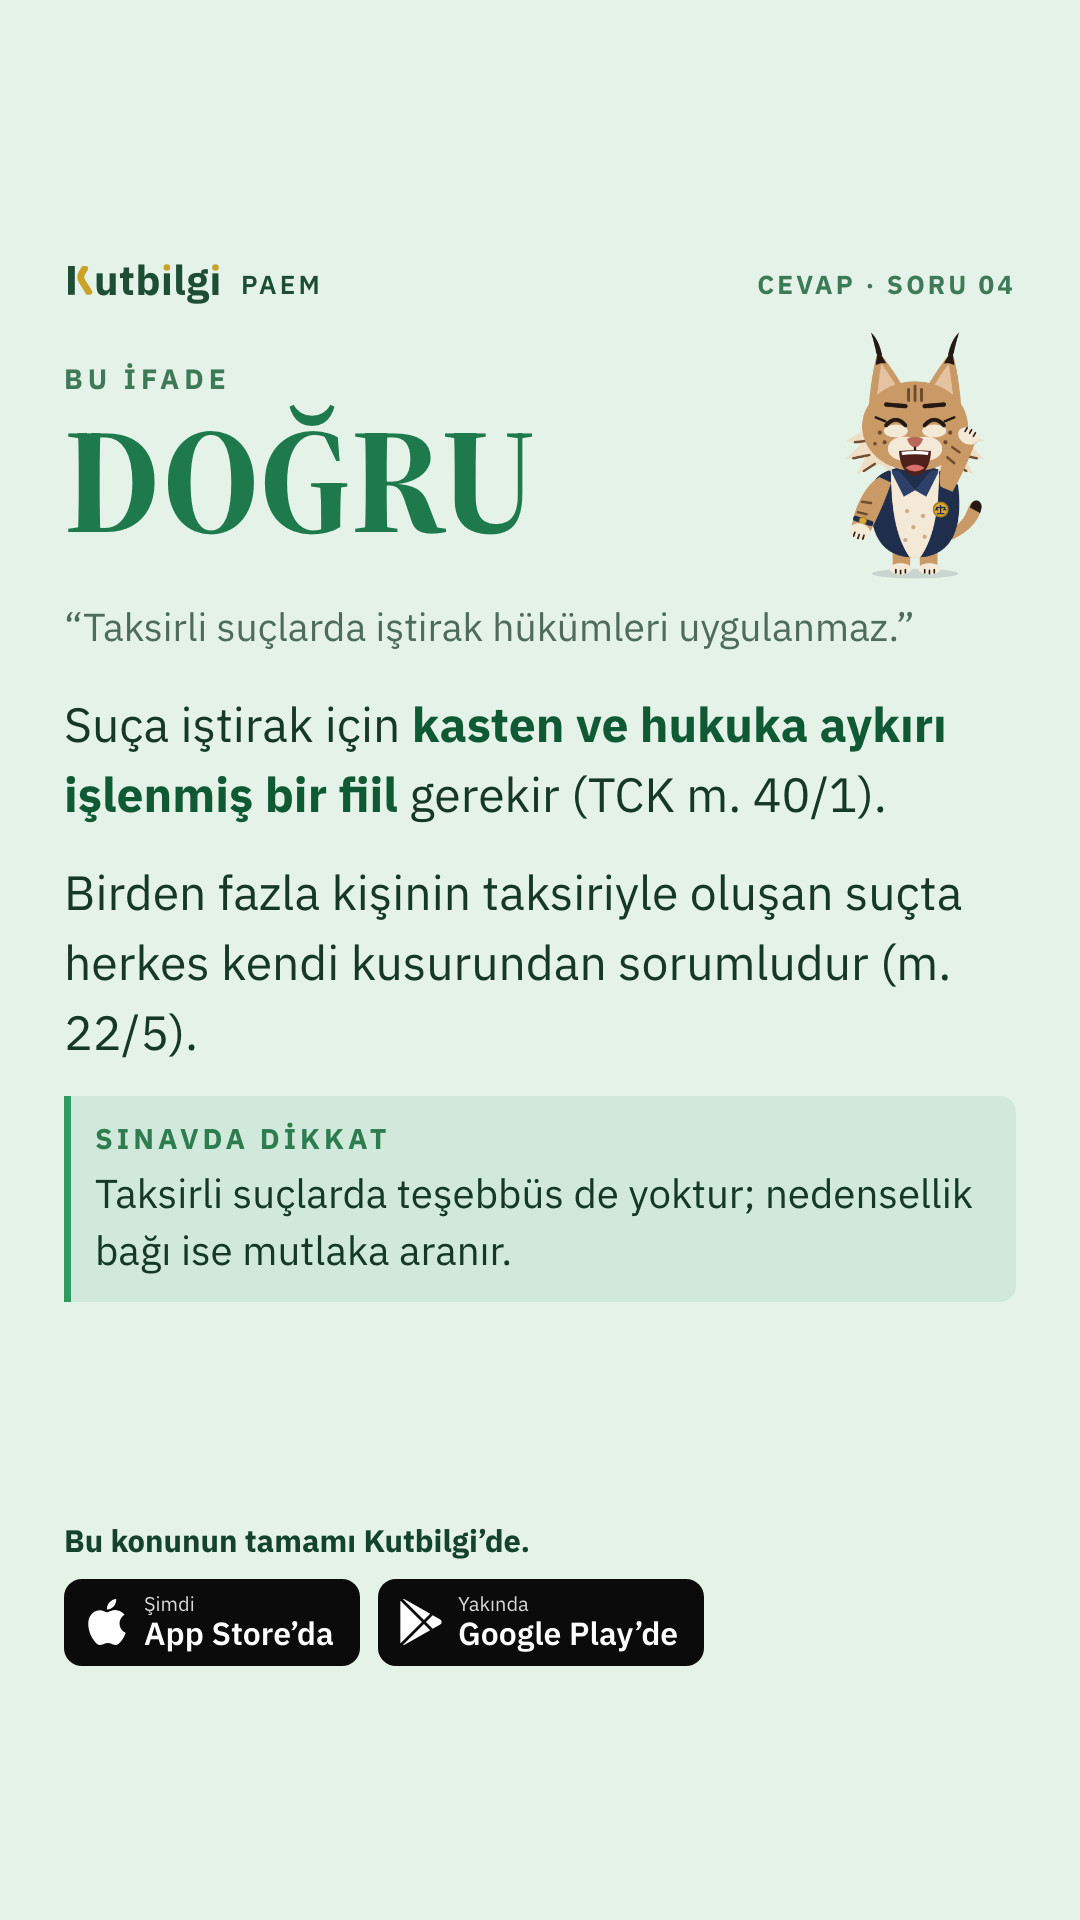 Kutbilgi PAEM
CEVAP · SORU 04
BU İFADE
DOĞRU
“Taksirli suçlarda iştirak hükümleri uygulanmaz.”
Suça iştirak için kasten ve hukuka aykırı
işlenmiş bir fiil gerekir (TCK m. 40/1).
Birden fazla kişinin taksiriyle oluşan suçta
herkes kendi kusurundan sorumludur (m.
22/5).
SINAVDA DİKKAT
Taksirli suçlarda teşebbüs de yoktur; nedensellik
bağı ise mutlaka aranır.
Bu konunun tamamı Kutbilgi’de.
Şimdi
App Store’da
Yakında
Google Play’de